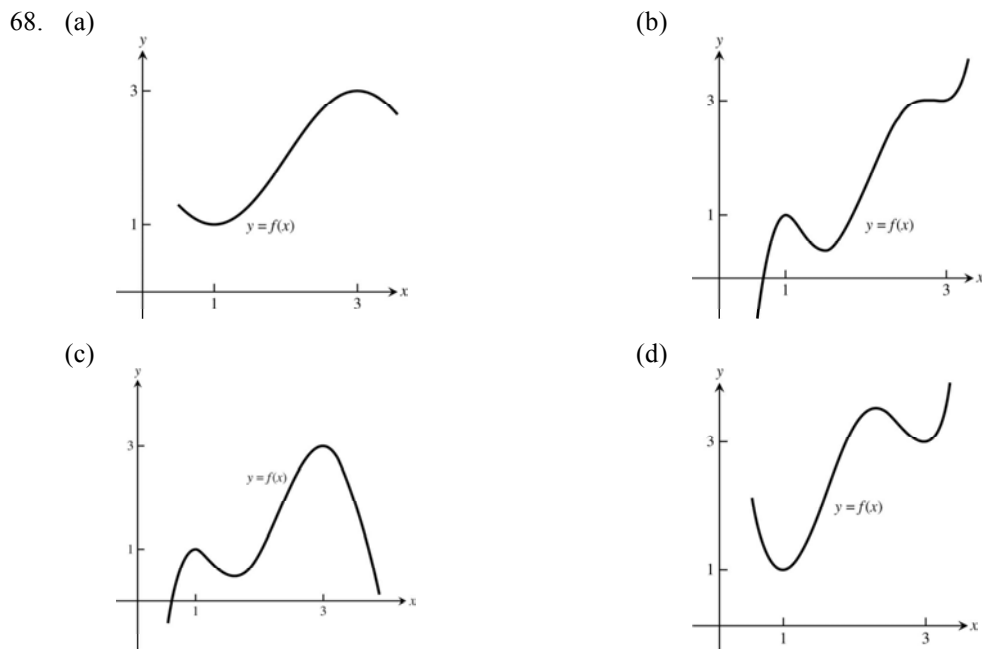 68. (a)
y
3
1
y = f(x)
1
3
x
(b)
y
3
1
y = f(x)
1
3
x
(c)
y
3
y = f(x)
1
1
3
x
(d)
y
3
y = f(x)
1
1
3
x